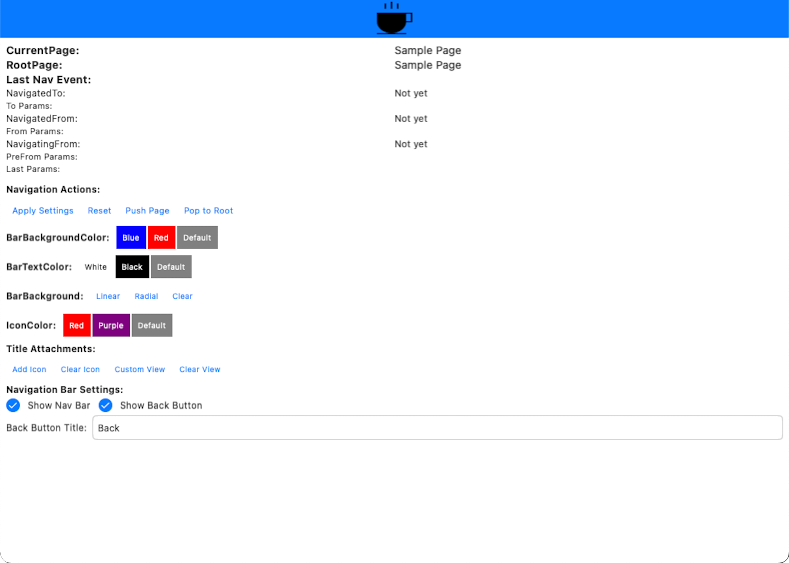 CurrentPage: Sample Page
RootPage: Sample Page
Last Nav Event:
NavigatedTo: Not yet
To Params:
NavigatedFrom: Not yet
From Params:
NavigatingFrom: Not yet
PreFrom Params:
Last Params:
Navigation Actions:
Apply Settings Reset Push Page Pop to Root
BarBackgroundColor: Blue Red Default
BarTextColor: White Black Default
BarBackground: Linear Radial Clear
IconColor: Red Purple Default
Title Attachments:
Add Icon Clear Icon Custom View Clear View
Navigation Bar Settings:
Show Nav Bar Show Back Button
Back Button Title: Back